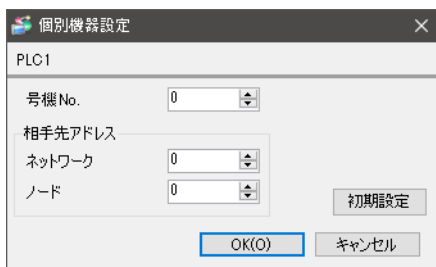 個別機器設定
PLC1
号機No. 0
相手先アドレス
ネットワーク 0
ノード 0
初期設定
OK(O) キャンセル